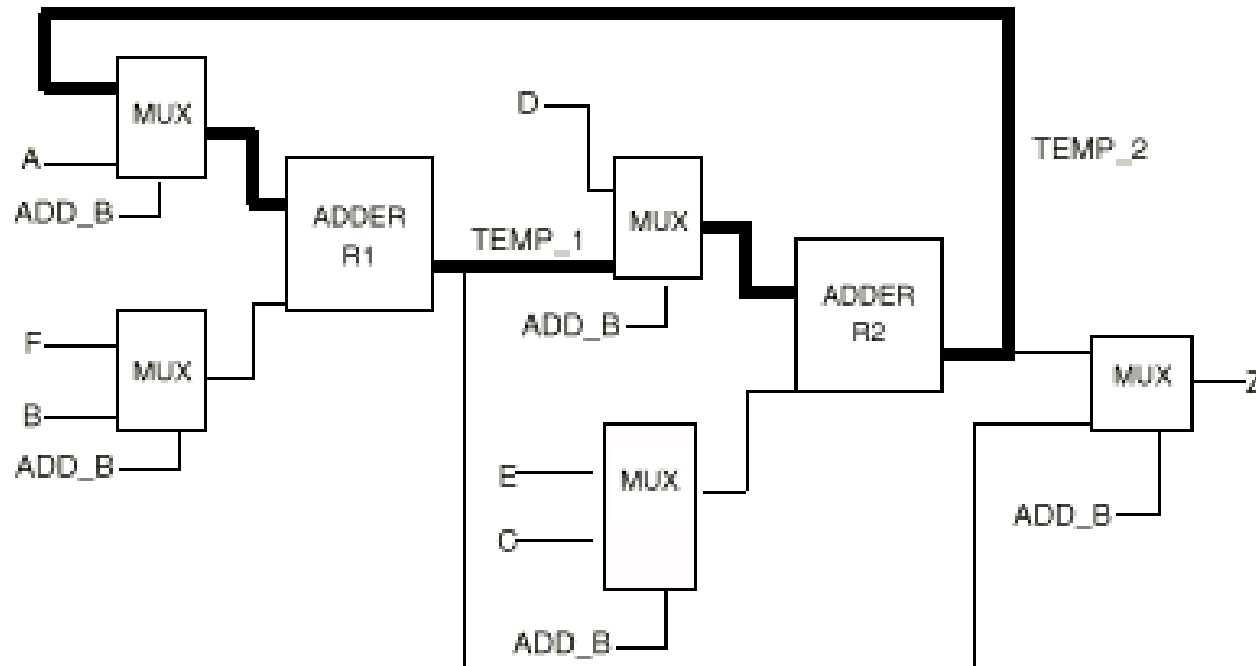 MUX
A
ADD_B
ADDER
R1
F
MUX
B
ADD_B
TEMP_1
D
MUX
ADD_B
ADDER
R2
TEMP_2
E
MUX
C
ADD_B
MUX
Z
ADD_B